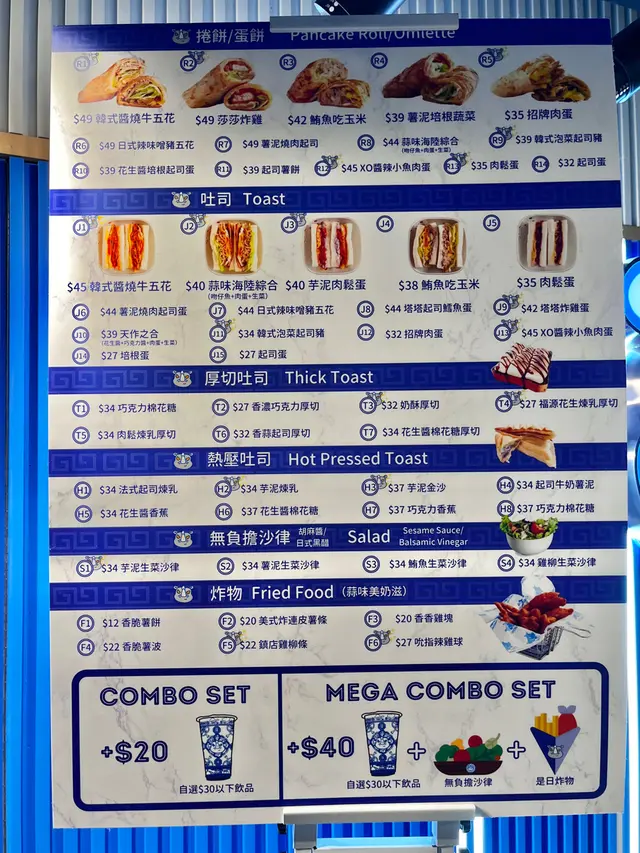 捲餅/蛋餅 Pancake Roll/Omlette
R1 R2 R3 R4 R5
$49 韓式醬燒牛五花 $49 莎莎炸雞 $42 鮪魚吃玉米 $39 薯泥培根蔬菜 $35 招牌肉蛋
R6 $49 日式辣味噌豬五花 R7 $49 薯泥燒肉起司 R8 $44 蒜味海陸綜合 R9 $39 韓式泡菜起司豬
(吻仔魚+肉蛋+生菜)
R10 $39 花生醬培根起司蛋 R11 $39 起司薯餅 R12 $45 XO醬辣小魚肉蛋 R13 $35 肉鬆蛋 R14 $32 起司蛋
吐司 Toast
J1 J2 J3 J4 J5
$45 韓式醬燒牛五花 $40 蒜味海陸綜合 $40 芋泥肉鬆蛋 $38 鮪魚吃玉米 $35 肉鬆蛋
(吻仔魚+肉蛋+生菜)
J6 $44 薯泥燒肉起司蛋 J7 $44 日式辣味噌豬五花 J8 $44 塔塔起司鱈魚蛋 J9 $42 塔塔炸雞蛋
J10 $39 天作之合 J11 $34 韓式泡菜起司豬 J12 $32 招牌肉蛋 J13 $45 XO醬辣小魚肉蛋
(花生醬+巧克力醬+肉蛋+生菜)
J14 $27 培根蛋 J15 $27 起司蛋
厚切吐司 Thick Toast
T1 $34 巧克力棉花糖 T2 $27 香濃巧克力厚切 T3 $32 奶酥厚切 T4 $27 福源花生煉乳厚切
T5 $34 肉鬆煉乳厚切 T6 $32 香蒜起司厚切 T7 $34 花生醬棉花糖厚切
熱壓吐司 Hot Pressed Toast
H1 $34 法式起司煉乳 H2 $34 芋泥煉乳 H3 $37 芋泥金沙 H4 $34 起司牛奶薯泥
H5 $34 花生醬香蕉 H6 $37 花生醬棉花糖 H7 $37 巧克力香蕉 H8 $37 巧克力棉花糖
無負擔沙律 胡麻醬/日式黑醋 Salad Sesame Sauce/
Balsamic Vinegar
S1 $34 芋泥生菜沙律 S2 $34 薯泥生菜沙律 S3 $34 鮪魚生菜沙律 S4 $34 雞柳生菜沙律
炸物 Fried Food (蒜味美奶滋)
F1 $12 香脆薯餅 F2 $20 美式炸連皮薯條 F3 $20 香香雞塊
F4 $22 香脆薯波 F5 $22 鎮店雞柳條 F6 $27 吮指辣雞球
COMBO SET
+$20
自選$30以下飲品
MEGA COMBO SET
+$40 + +
自選$30以下飲品 無負擔沙律 是日炸物